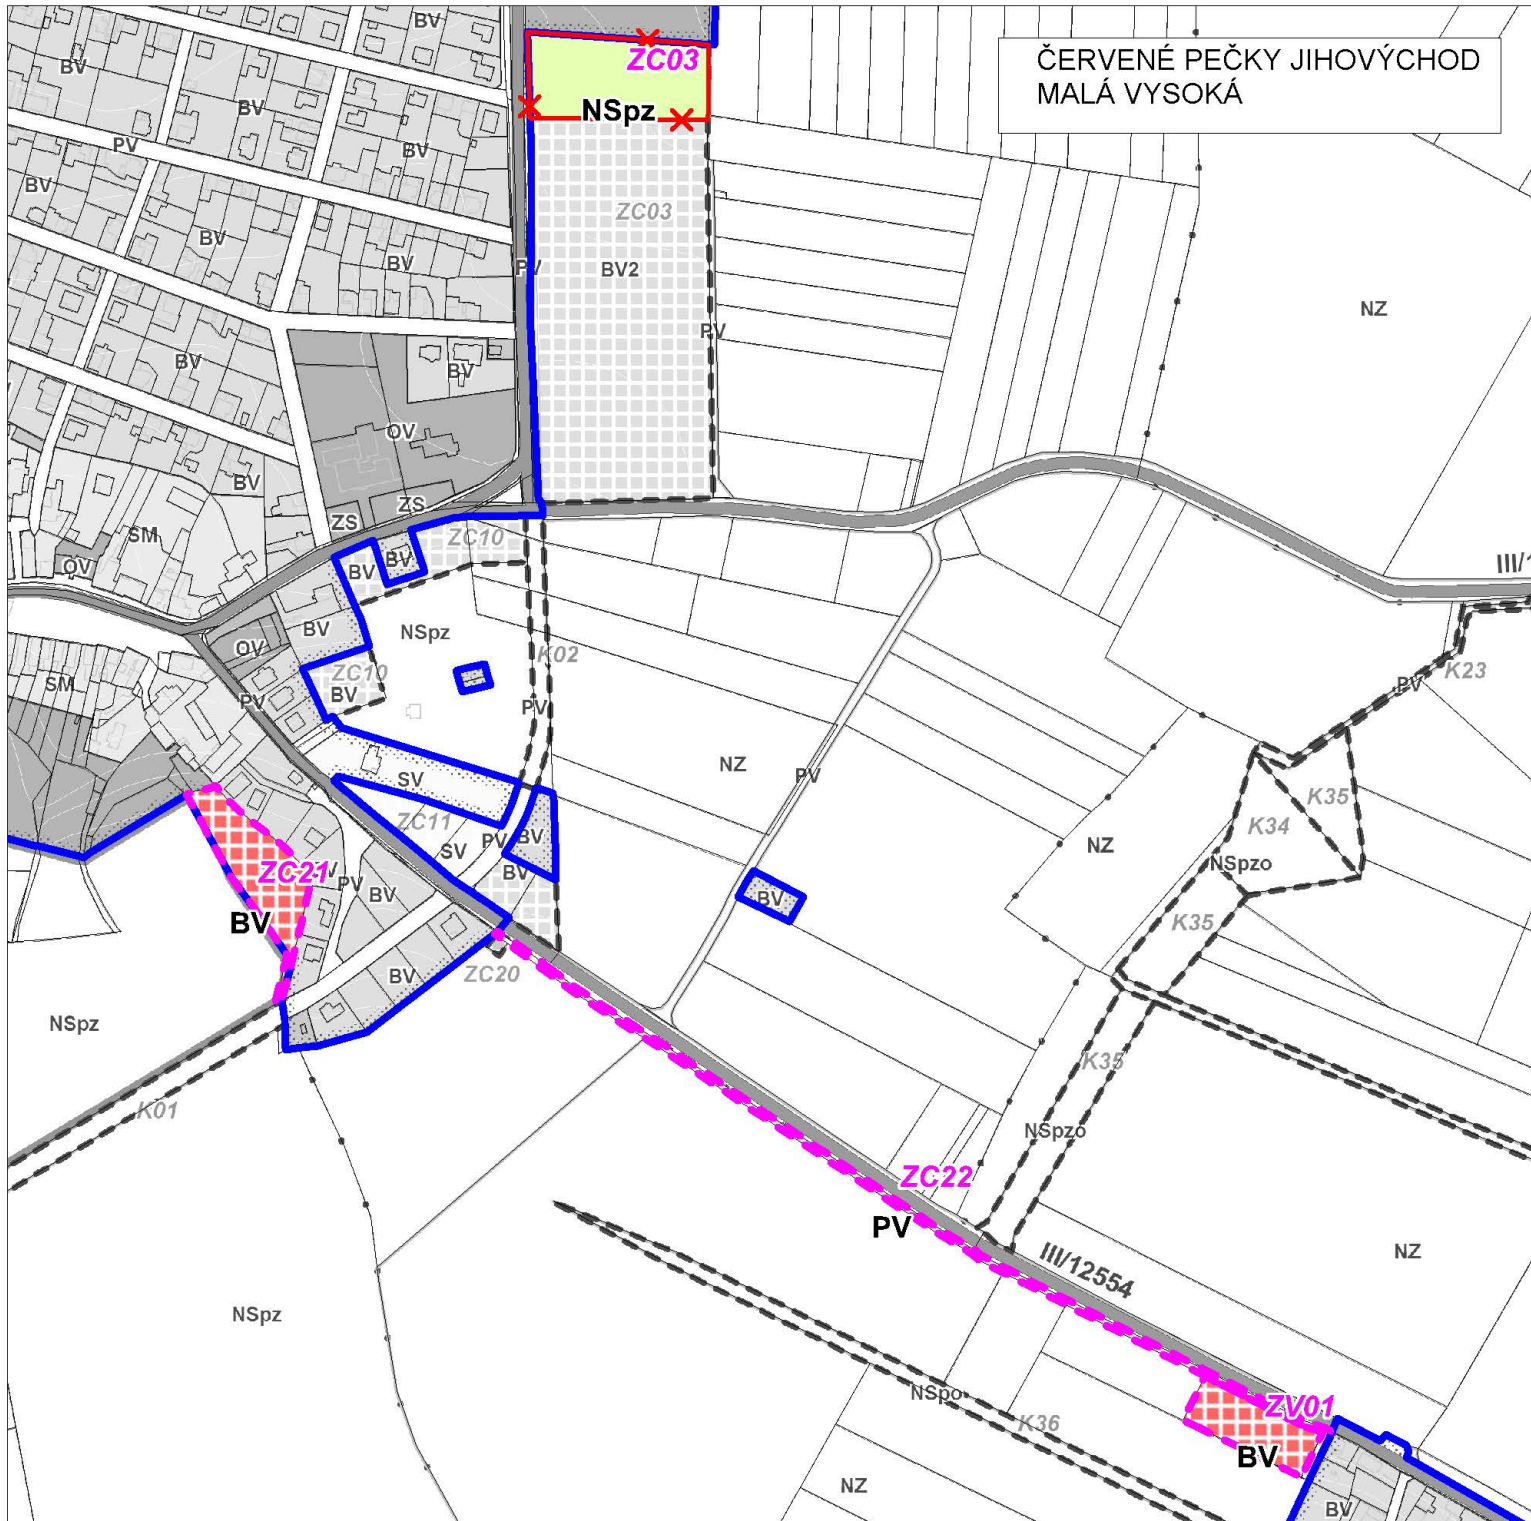 ČERVENÉ PEČKY JIHOVÝCHOD
MALÁ VYSOKÁ
BV
ZC03
BV
BV
NSpz
PV
BV
BV
ZC03
BV
BV
PV
BV2
NZ
PV
BV
BV
OV
BV
ZS
ZS
SM
ZC10
BV
BV
OV
III/1
BV
NSpz
OV
K02
ZC10
K23
SM
BV
PV
PV
PV
NZ
PV
SV
K35
ZC11
K34
PV
BV
SV
NZ
NSpzo
ZC21
BV
PV
BV
BV
BV
K35
ZC20
BV
NSpz
K35
K01
NSpzo
ZC22
PV
III/12554
NZ
NSpz
NSpo
ZV01
K36
BV
NZ
BV